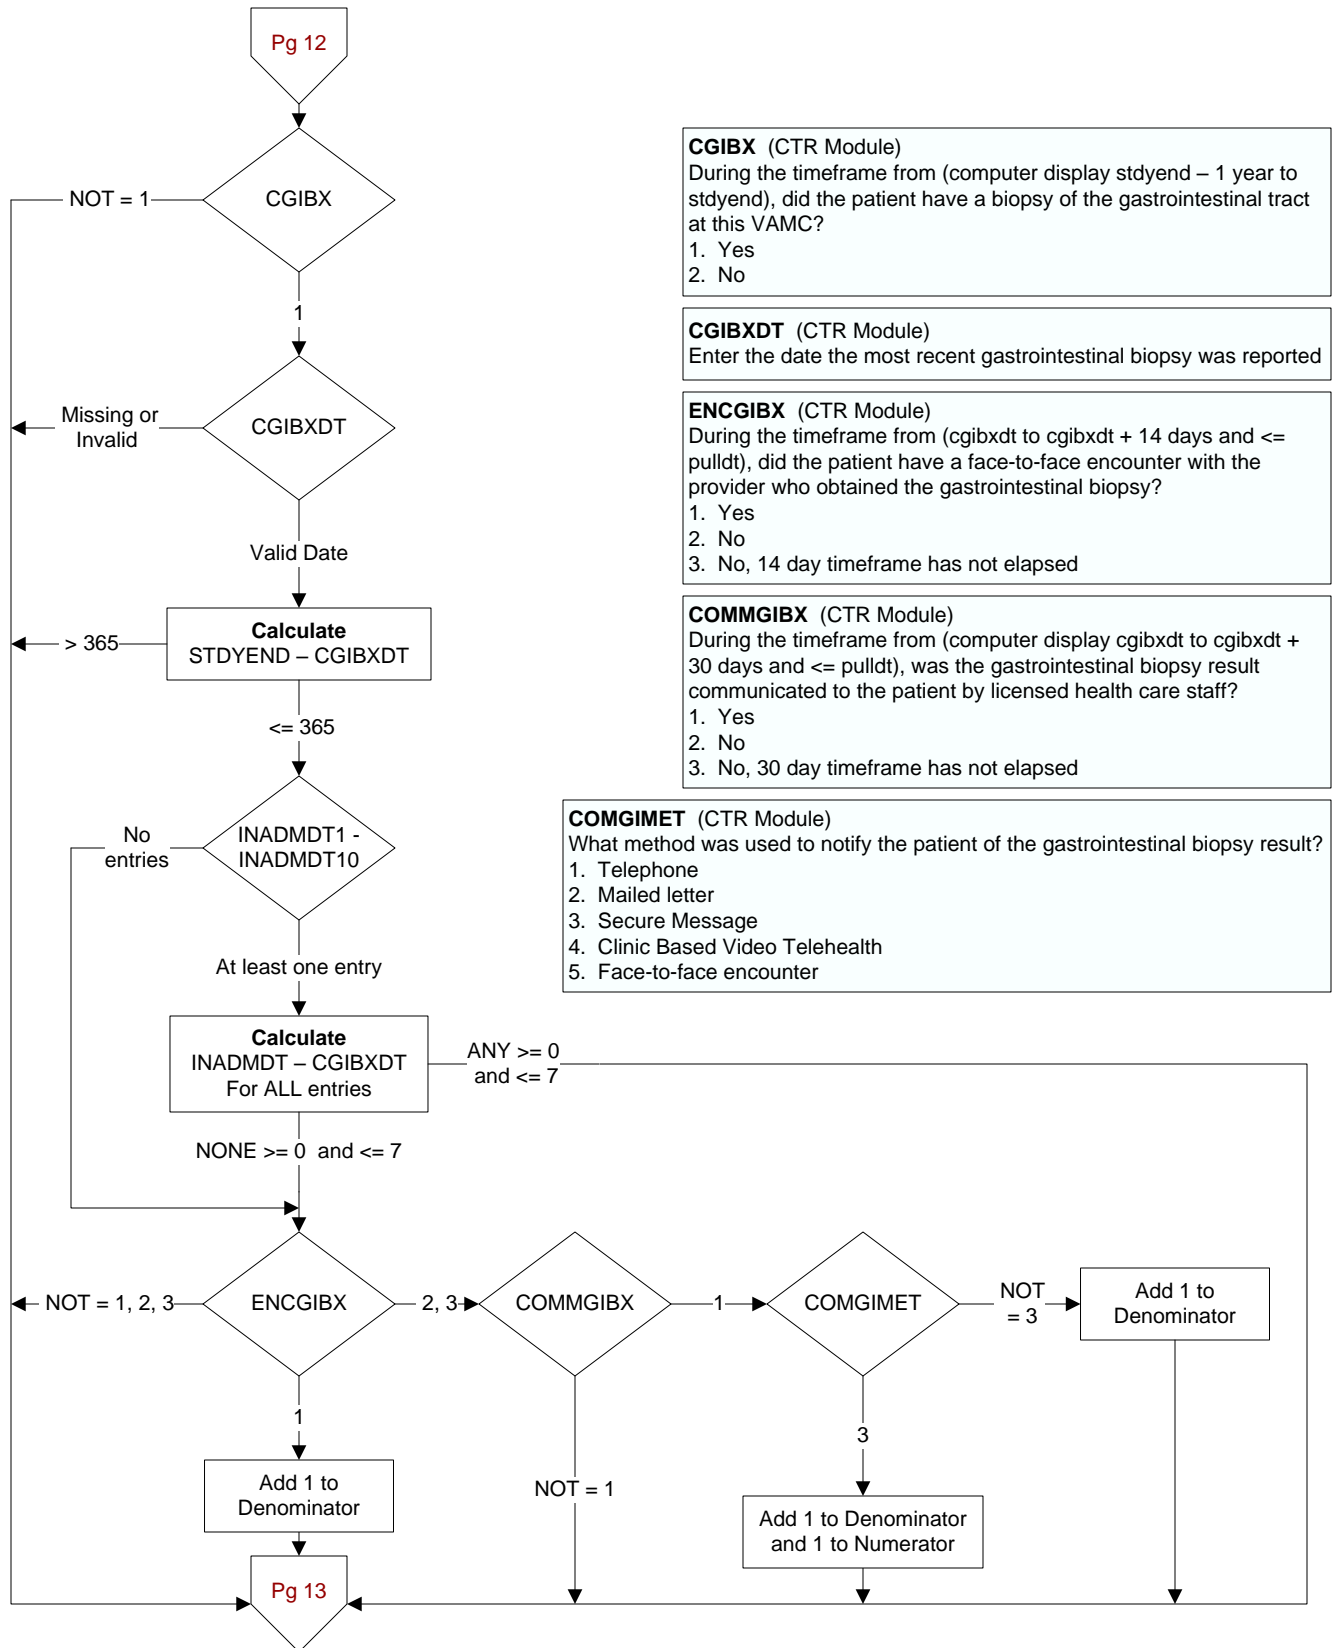 Pg 12
CGIBX
NOT = 1
1
CGIBXDT
Missing or
Invalid
Valid Date
Calculate
STDYEND – CGIBXDT
> 365
<= 365
INADMDT1 -
INADMDT10
No
entries
At least one entry
Calculate
INADMDT – CGIBXDT
For ALL entries
ANY >= 0
and <= 7
NONE >= 0 and <= 7
ENCGIBX
NOT = 1, 2, 3
2, 3
COMMGIBX
1
COMGIMET
NOT
= 3
Add 1 to
Denominator
1
NOT = 1
3
Add 1 to
Denominator
Add 1 to Denominator
and 1 to Numerator
Pg 13
CGIBX (CTR Module)
During the timeframe from (computer display stdyend – 1 year to
stdyend), did the patient have a biopsy of the gastrointestinal tract
at this VAMC?
1. Yes
2. No
CGIBXDT (CTR Module)
Enter the date the most recent gastrointestinal biopsy was reported
ENCGIBX (CTR Module)
During the timeframe from (cgibxdt to cgibxdt + 14 days and <=
pulldt), did the patient have a face-to-face encounter with the
provider who obtained the gastrointestinal biopsy?
1. Yes
2. No
3. No, 14 day timeframe has not elapsed
COMMGIBX (CTR Module)
During the timeframe from (computer display cgibxdt to cgibxdt +
30 days and <= pulldt), was the gastrointestinal biopsy result
communicated to the patient by licensed health care staff?
1. Yes
2. No
3. No, 30 day timeframe has not elapsed
COMGIMET (CTR Module)
What method was used to notify the patient of the gastrointestinal biopsy result?
1. Telephone
2. Mailed letter
3. Secure Message
4. Clinic Based Video Telehealth
5. Face-to-face encounter